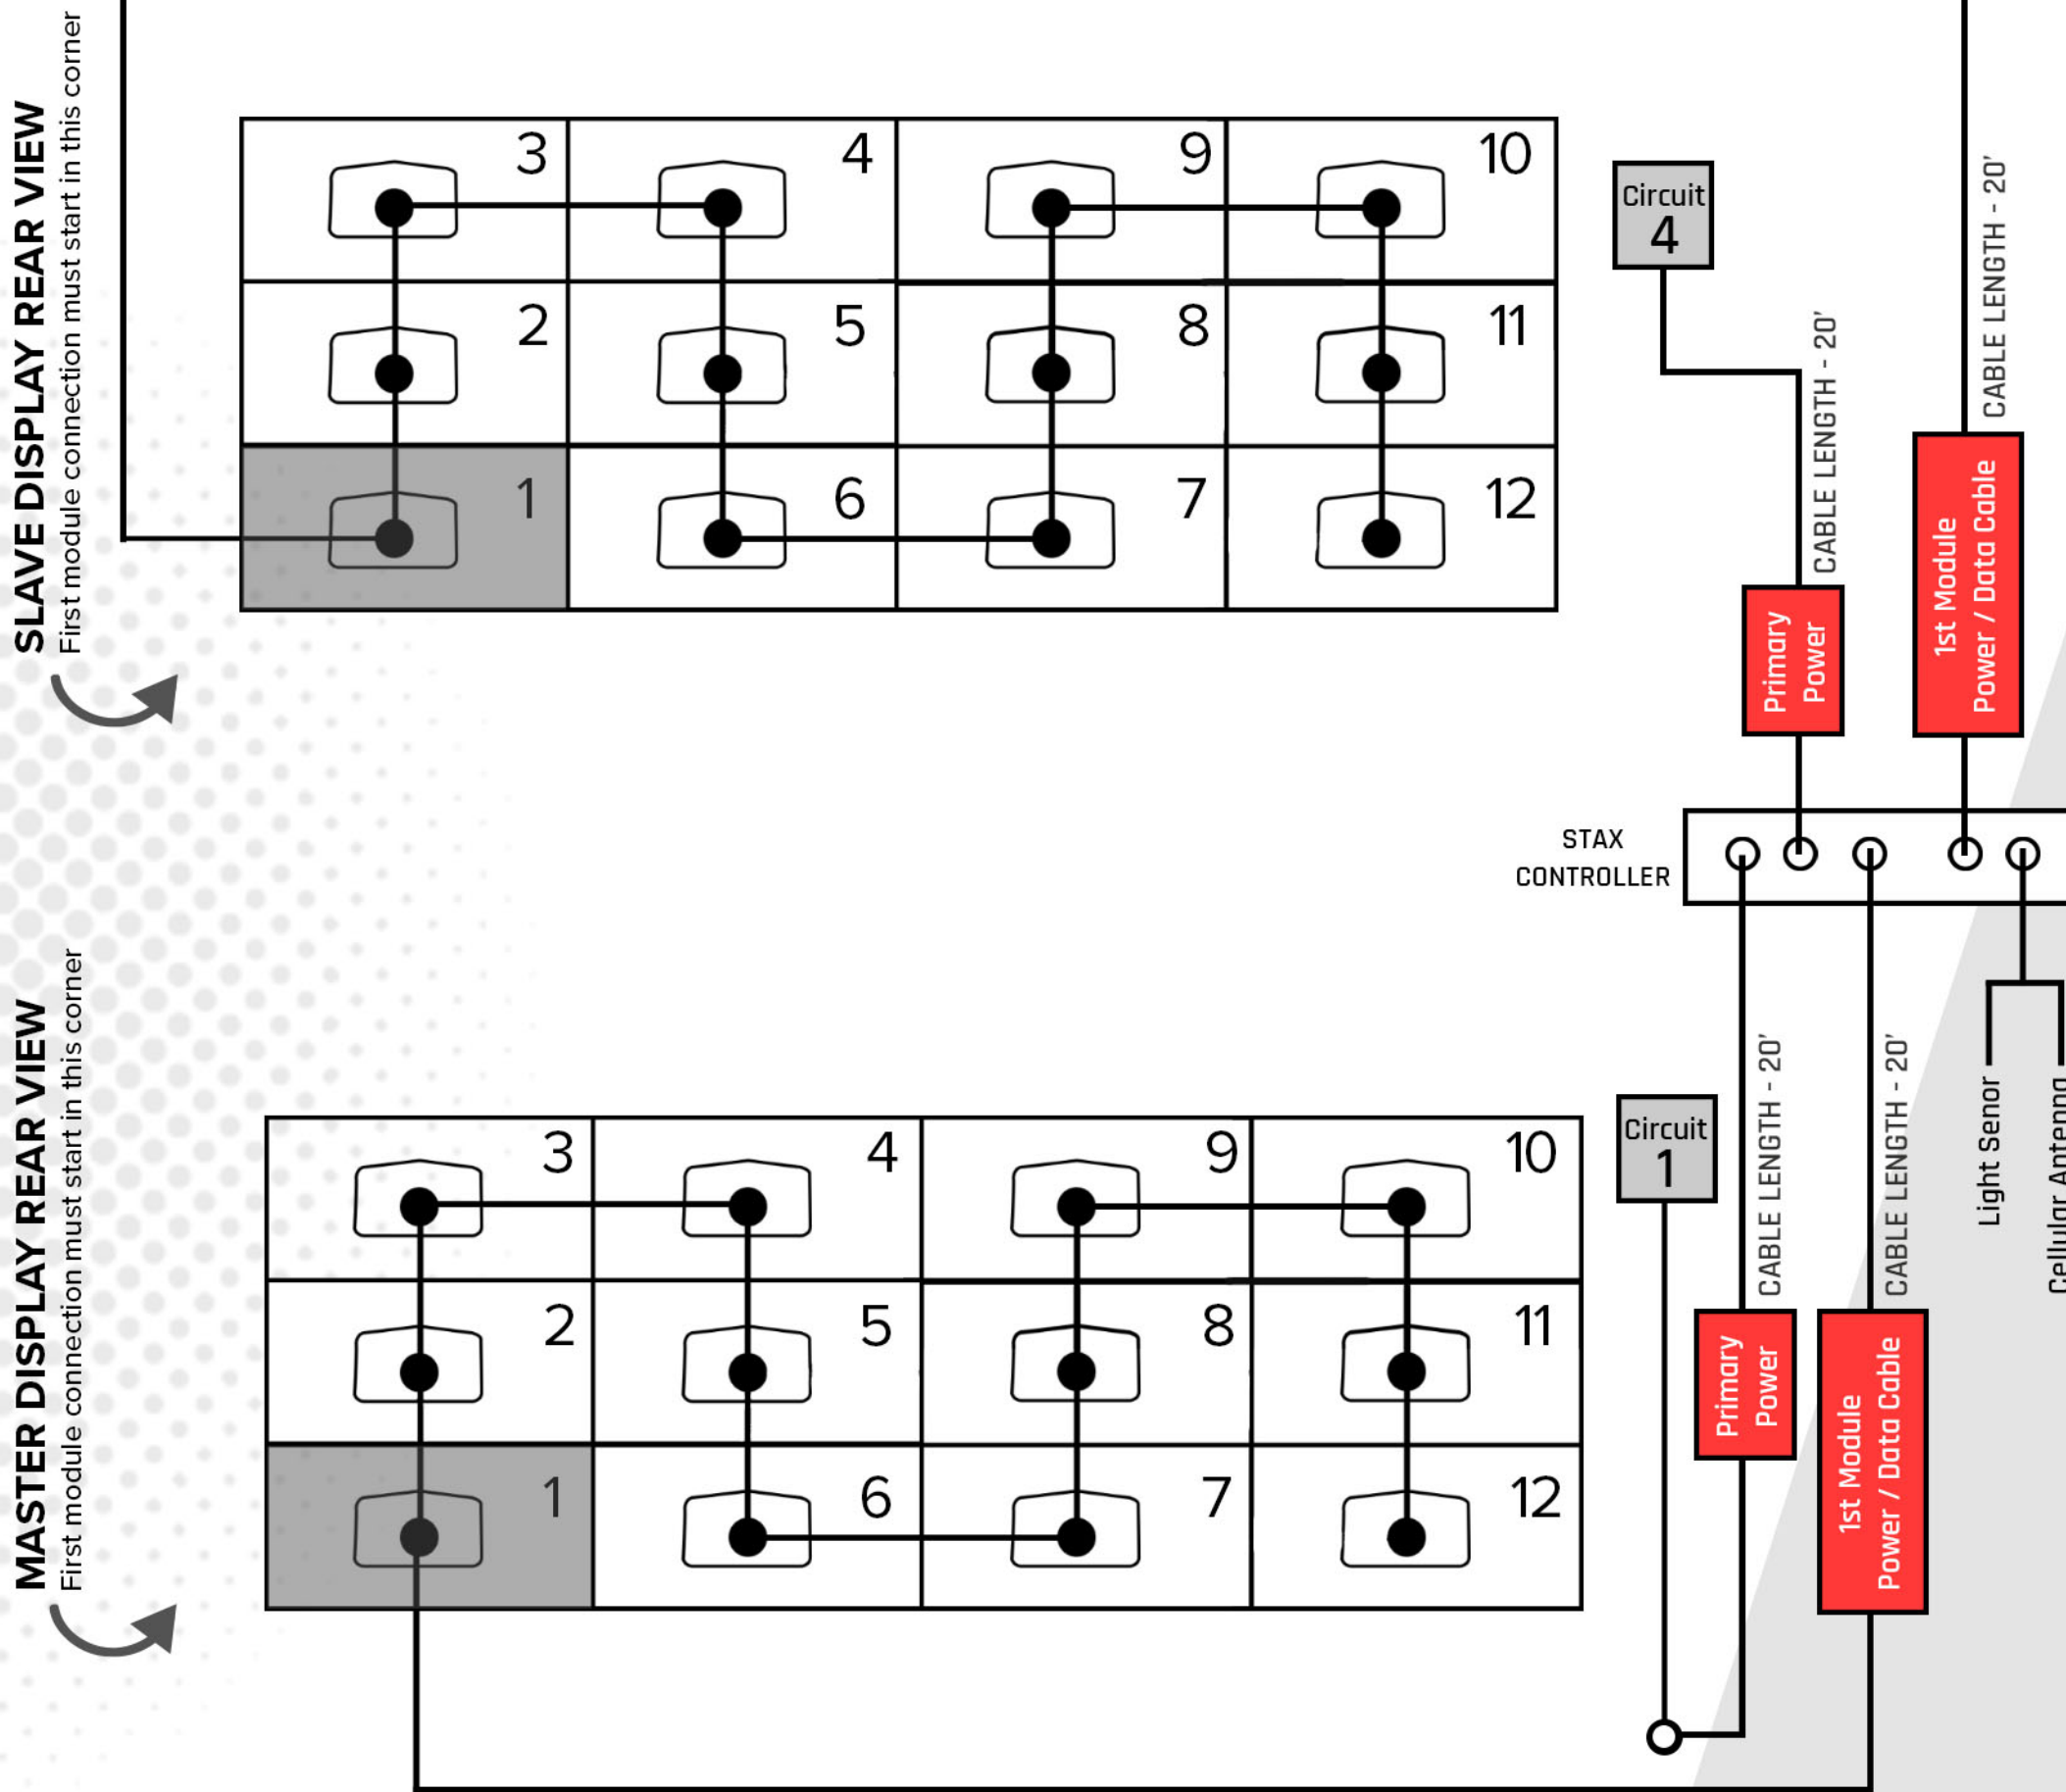 SLAVE DISPLAY REAR VIEW
First module connection must start in this corner
3
4
9
10
2
5
8
11
1
6
7
12
Circuit
4
CABLE LENGTH - 20'
Primary
Power
CABLE LENGTH - 20'
1st Module
Power / Data Cable
STAX
CONTROLLER
MASTER DISPLAY REAR VIEW
First module connection must start in this corner
3
4
9
10
2
5
8
11
1
6
7
12
Circuit
1
CABLE LENGTH - 20'
Primary
Power
CABLE LENGTH - 20'
1st Module
Power / Data Cable
Light Senor
Cellular Antenna